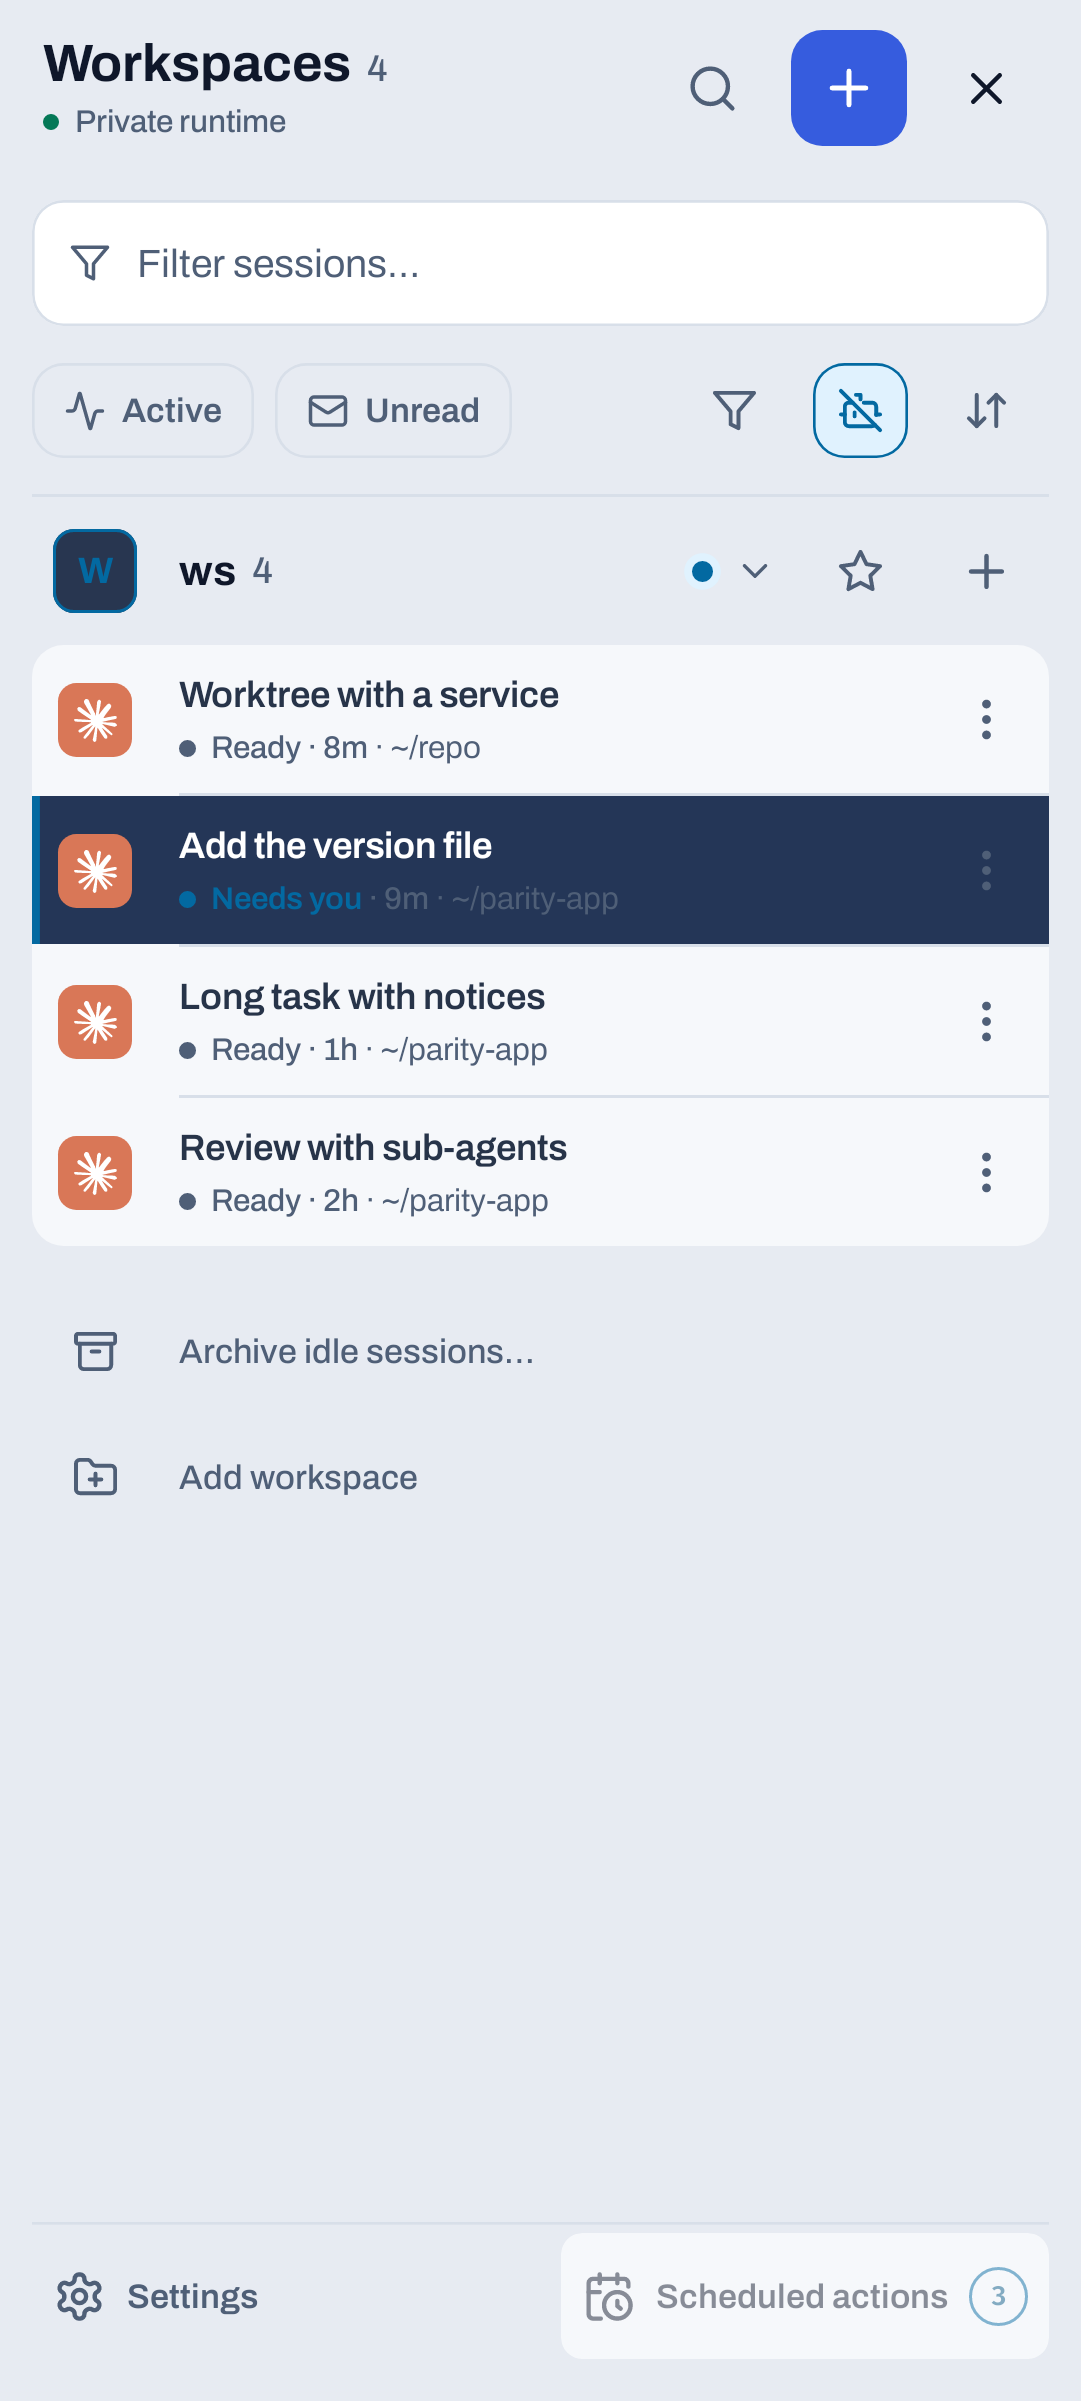 Workspaces 4
Private runtime
Filter sessions...
Active
Unread
W
ws 4
Worktree with a service
Ready · 8m · ~/repo
Add the version file
Needs you · 9m · ~/parity-app
Long task with notices
Ready · 1h · ~/parity-app
Review with sub-agents
Ready · 2h · ~/parity-app
Archive idle sessions...
Add workspace
Settings
Scheduled actions 3